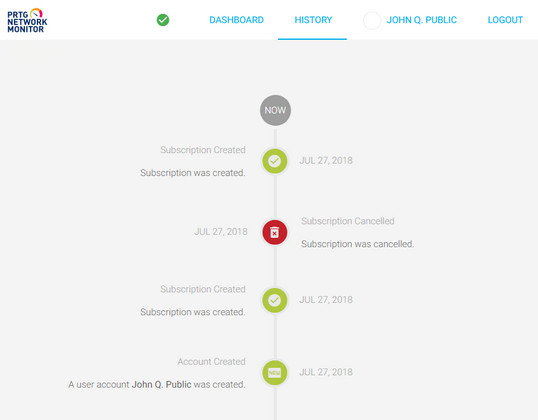 PRTG
NETWORK
MONITOR
DASHBOARD
HISTORY
JOHN Q. PUBLIC
LOGOUT
NOW
Subscription Created
JUL 27, 2018
Subscription was created.
Subscription Cancelled
JUL 27, 2018
Subscription was cancelled.
Subscription Created
JUL 27, 2018
Subscription was created.
Account Created
NEW
JUL 27, 2018
A user account John Q. Public was created.